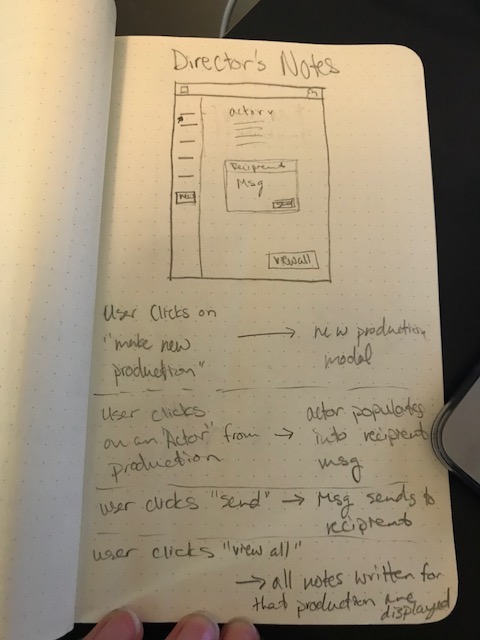 Director's Notes
actor
Recipient
Msg
send
View all
User clicks on
"make new
production"
→ new production
modal
User clicks
on an "Actor" from
production
→ actor populates
into recipient
msg
user clicks "send" → Msg sends to
recipient
user clicks "view all"
→ all notes written for
that production are
displayed